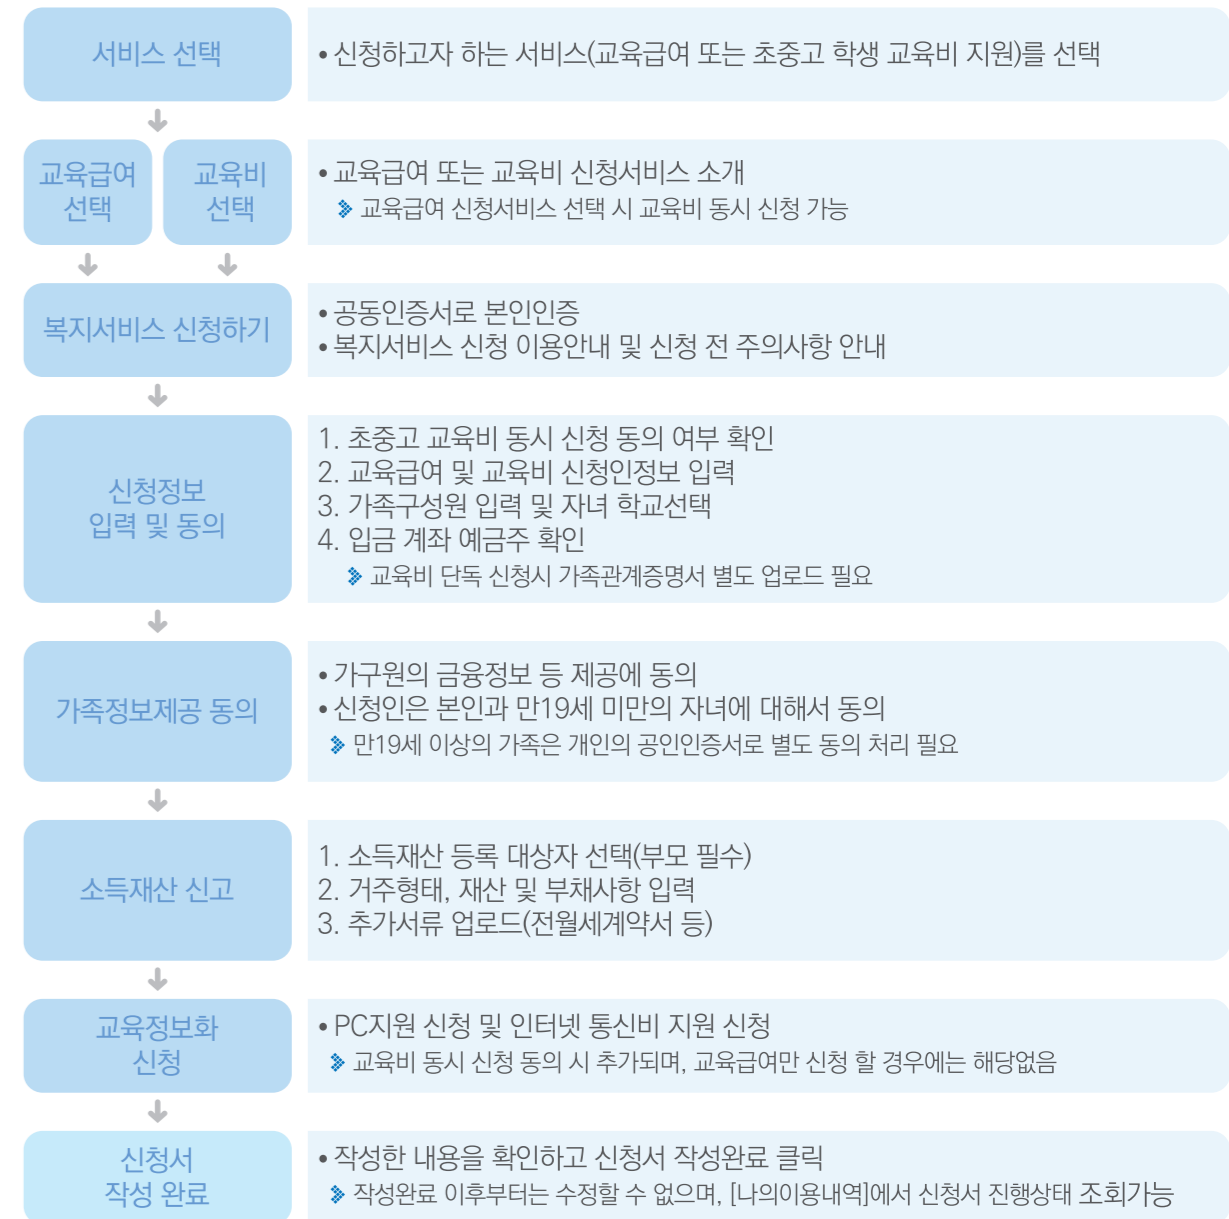 서비스 선택
• 신청하고자 하는 서비스(교육급여 또는 초중고 학생 교육비 지원)를 선택
교육급여
선택
교육비
선택
• 교육급여 또는 교육비 신청서비스 소개
교육급여 신청서비스 선택 시 교육비 동시 신청 가능
복지서비스 신청하기
• 공동인증서로 본인인증
• 복지서비스 신청 이용안내 및 신청 전 주의사항 안내
신청정보
입력 및 동의
1. 초중고 교육비 동시 신청 동의 여부 확인
2. 교육급여 및 교육비 신청인정보 입력
3. 가족구성원 입력 및 자녀 학교선택
4. 입금 계좌 예금주 확인
교육비 단독 신청시 가족관계증명서 별도 업로드 필요
가족정보제공 동의
• 가구원의 금융정보 등 제공에 동의
• 신청인은 본인과 만19세 미만의 자녀에 대해서 동의
만19세 이상의 가족은 개인의 공인인증서로 별도 동의 처리 필요
소득재산 신고
1. 소득재산 등록 대상자 선택(부모 필수)
2. 거주형태, 재산 및 부채사항 입력
3. 추가서류 업로드(전월세계약서 등)
교육정보화
신청
• PC지원 신청 및 인터넷 통신비 지원 신청
교육비 동시 신청 동의 시 추가되며, 교육급여만 신청 할 경우에는 해당없음
신청서
작성 완료
• 작성한 내용을 확인하고 신청서 작성완료 클릭
작성완료 이후부터는 수정할 수 없으며, [나의이용내역]에서 신청서 진행상태 조회가능